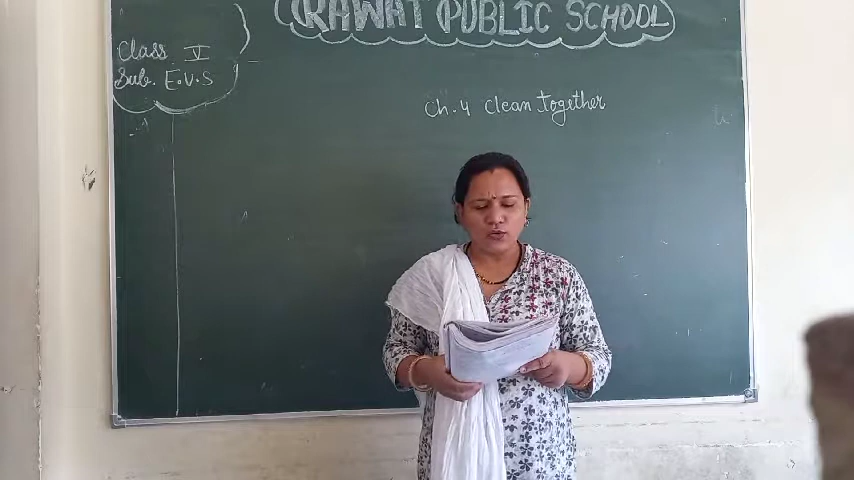 RAWAT PUBLIC SCHOOL
Class V
Sub. E.V.S
Ch. 4 Clean together